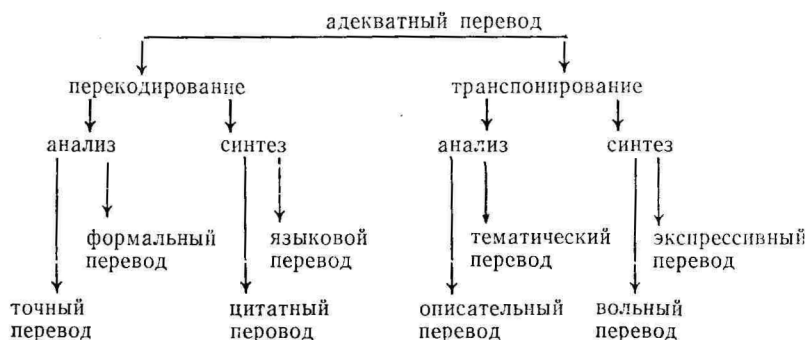 адекватный перевод
перекодирование транспонирование
анализ синтез анализ синтез
формальный перевод
языковой перевод
тематический перевод
экспрессивный перевод
точный перевод
цитатный перовод
описательный перевод
вольный перевод